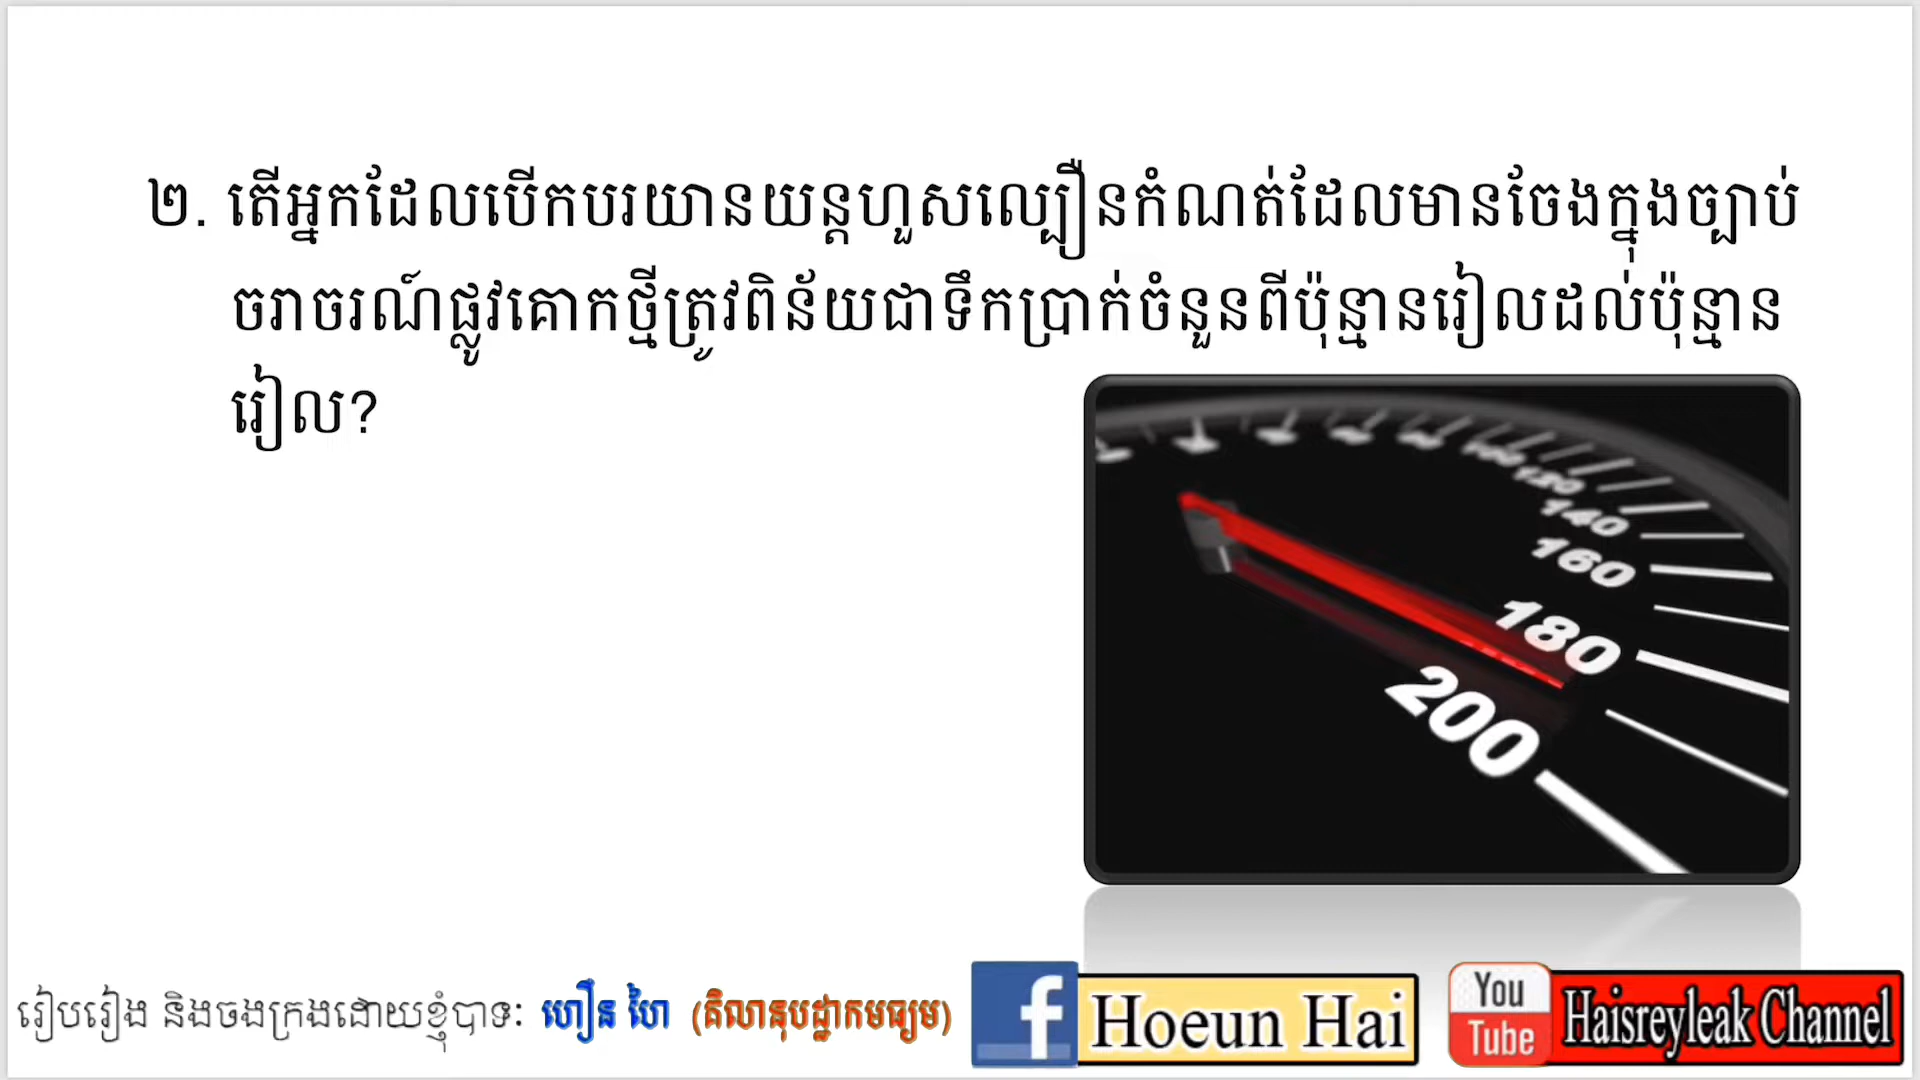 ២. តើអ្នកដែលបើកបរយានយន្តហួសល្បឿនកំណត់ដែលមានចែងក្នុងច្បាប់
ចរាចរណ៍ផ្លូវគោកថ្មីត្រូវពិន័យជាទឹកប្រាក់ចំនួនពីប៉ុន្មានរៀលដល់ប៉ុន្មាន
រៀល?
120
140
160
180
200
រៀបរៀង និងចងក្រងដោយខ្ញុំបាទៈ ហឿន ហៃ (គិលានុបដ្ឋាកមធ្យម)
f Hoeun Hai
You Tube Haisreyleak Channel